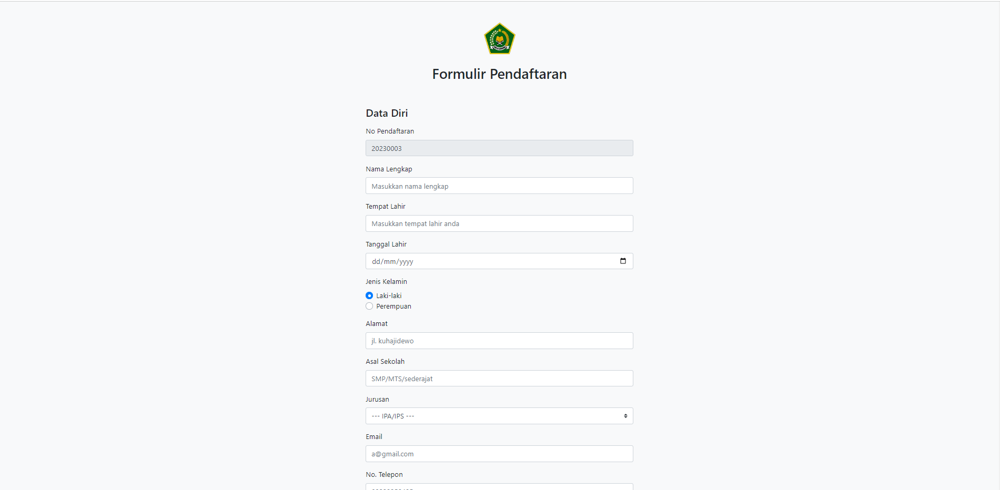 Formulir Pendaftaran
Data Diri
No Pendaftaran
20230003
Nama Lengkap
Masukkan nama lengkap
Tempat Lahir
Masukkan tempat lahir anda
Tanggal Lahir
dd/mm/yyyy
Jenis Kelamin
Laki-laki
Perempuan
Alamat
jl. kuhajidewo
Asal Sekolah
SMP/MTS/sederajat
Jurusan
--- IPA/IPS ---
Email
a@gmail.com
No. Telepon